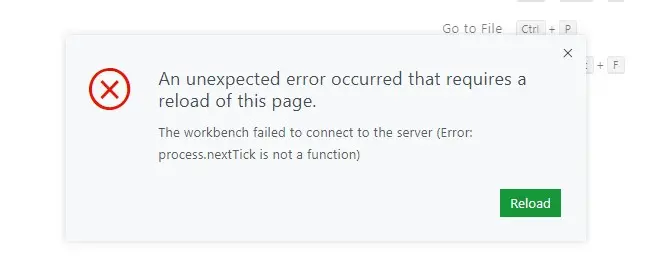 Go to File Ctrl + P
An unexpected error occurred that requires a
reload of this page.
+ F
The workbench failed to connect to the server (Error:
process.nextTick is not a function)
Reload